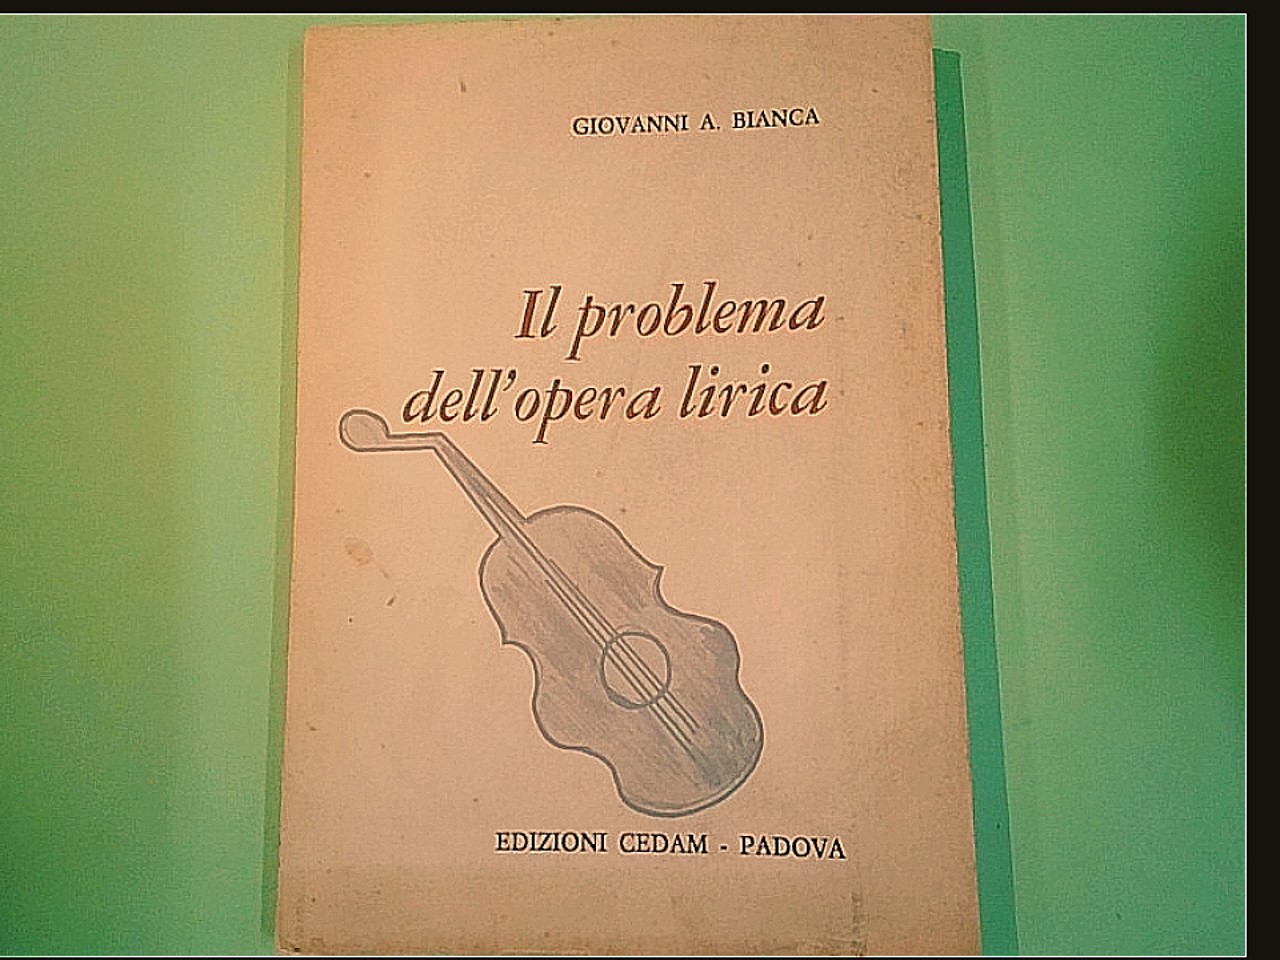 GIOVANNI A. BIANCA
Il problema
dell'opera lirica
EDIZIONI CEDAM - PADOVA